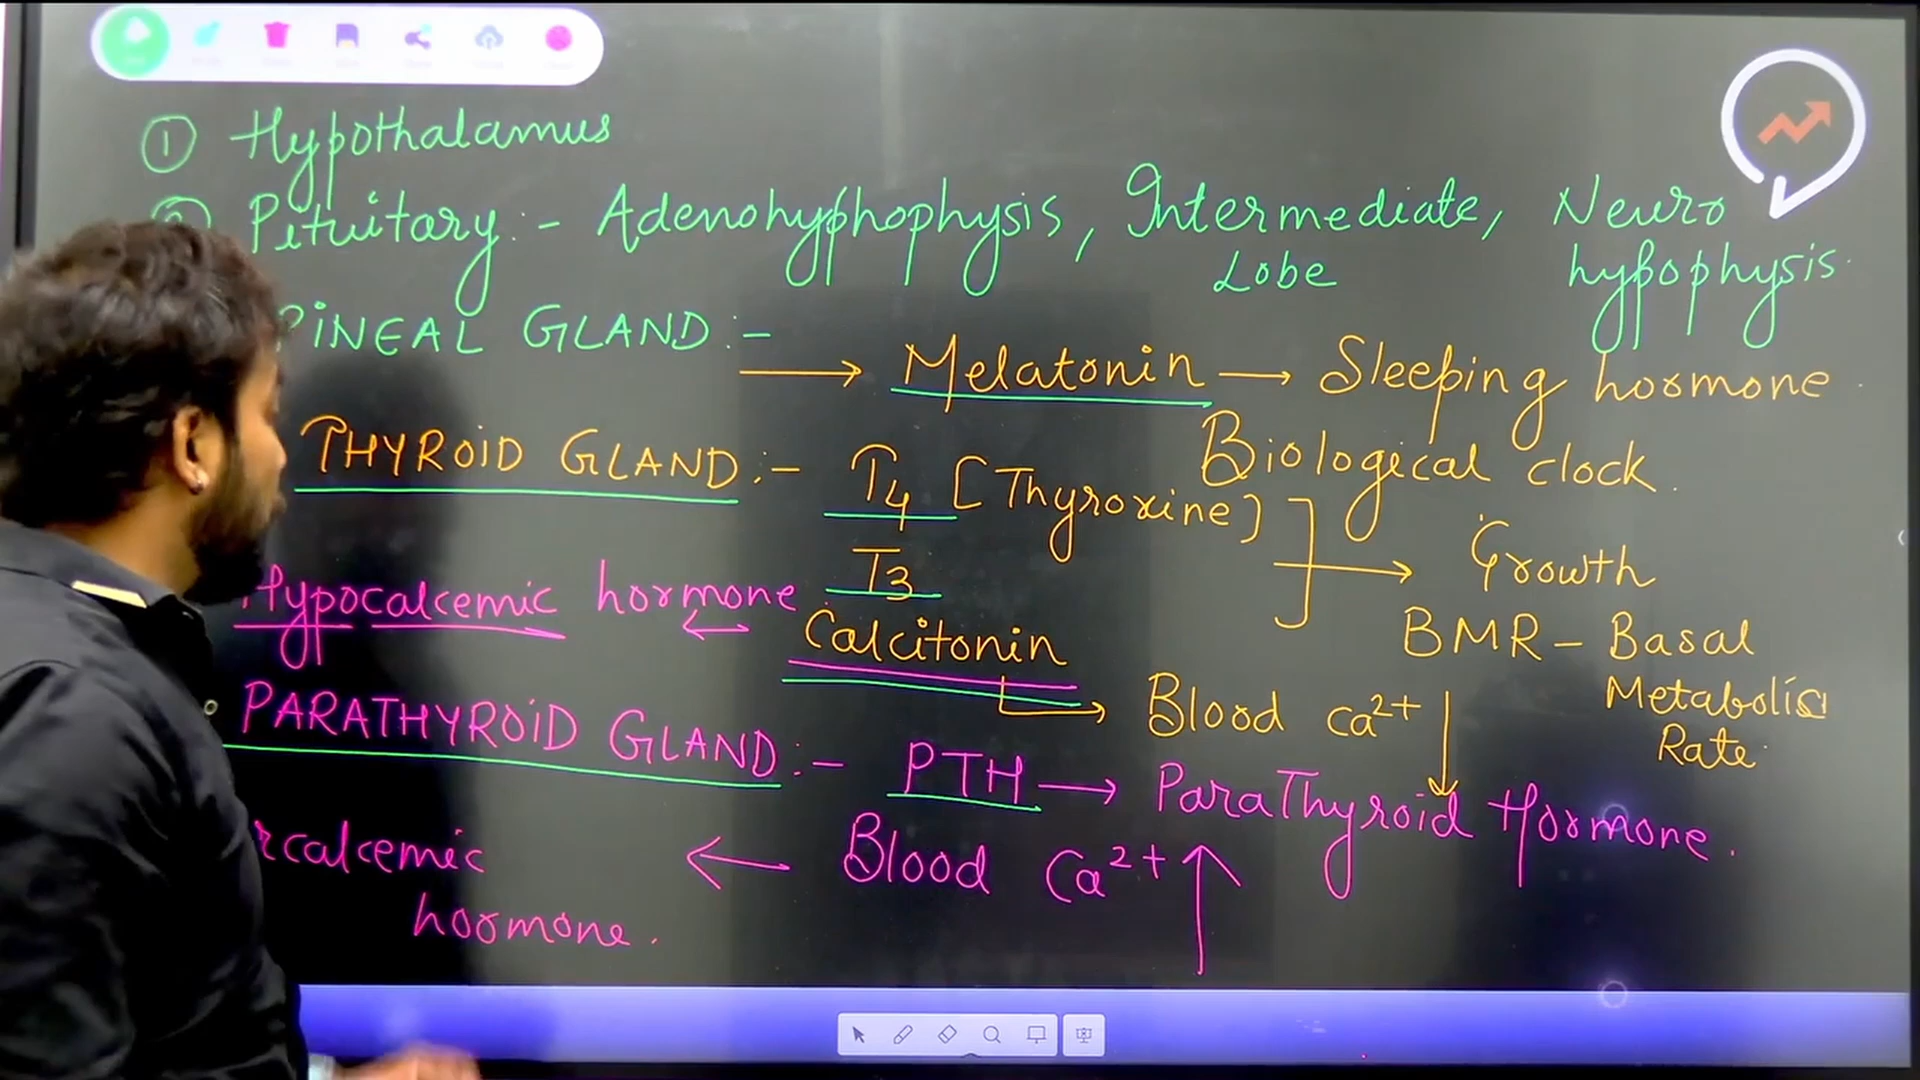 ① Hypothalamus
Pituitary :- Adenohyphophysis, Intermediate Lobe, Neuro hypophysis.
PINEAL GLAND :-
→ Melatonin → Sleeping hormone.
Biological clock.
THYROID GLAND :- T4 [Thyroxine]
T3
→ Growth
BMR - Basal Metabolic Rate.
Hypocalcemic hormone ← Calcitonin
→ Blood Ca2+ ↓
PARATHYROID GLAND :- PTH → ParaThyroid Hormone.
← Blood Ca2+ ↑
rcalcemic
hormone.